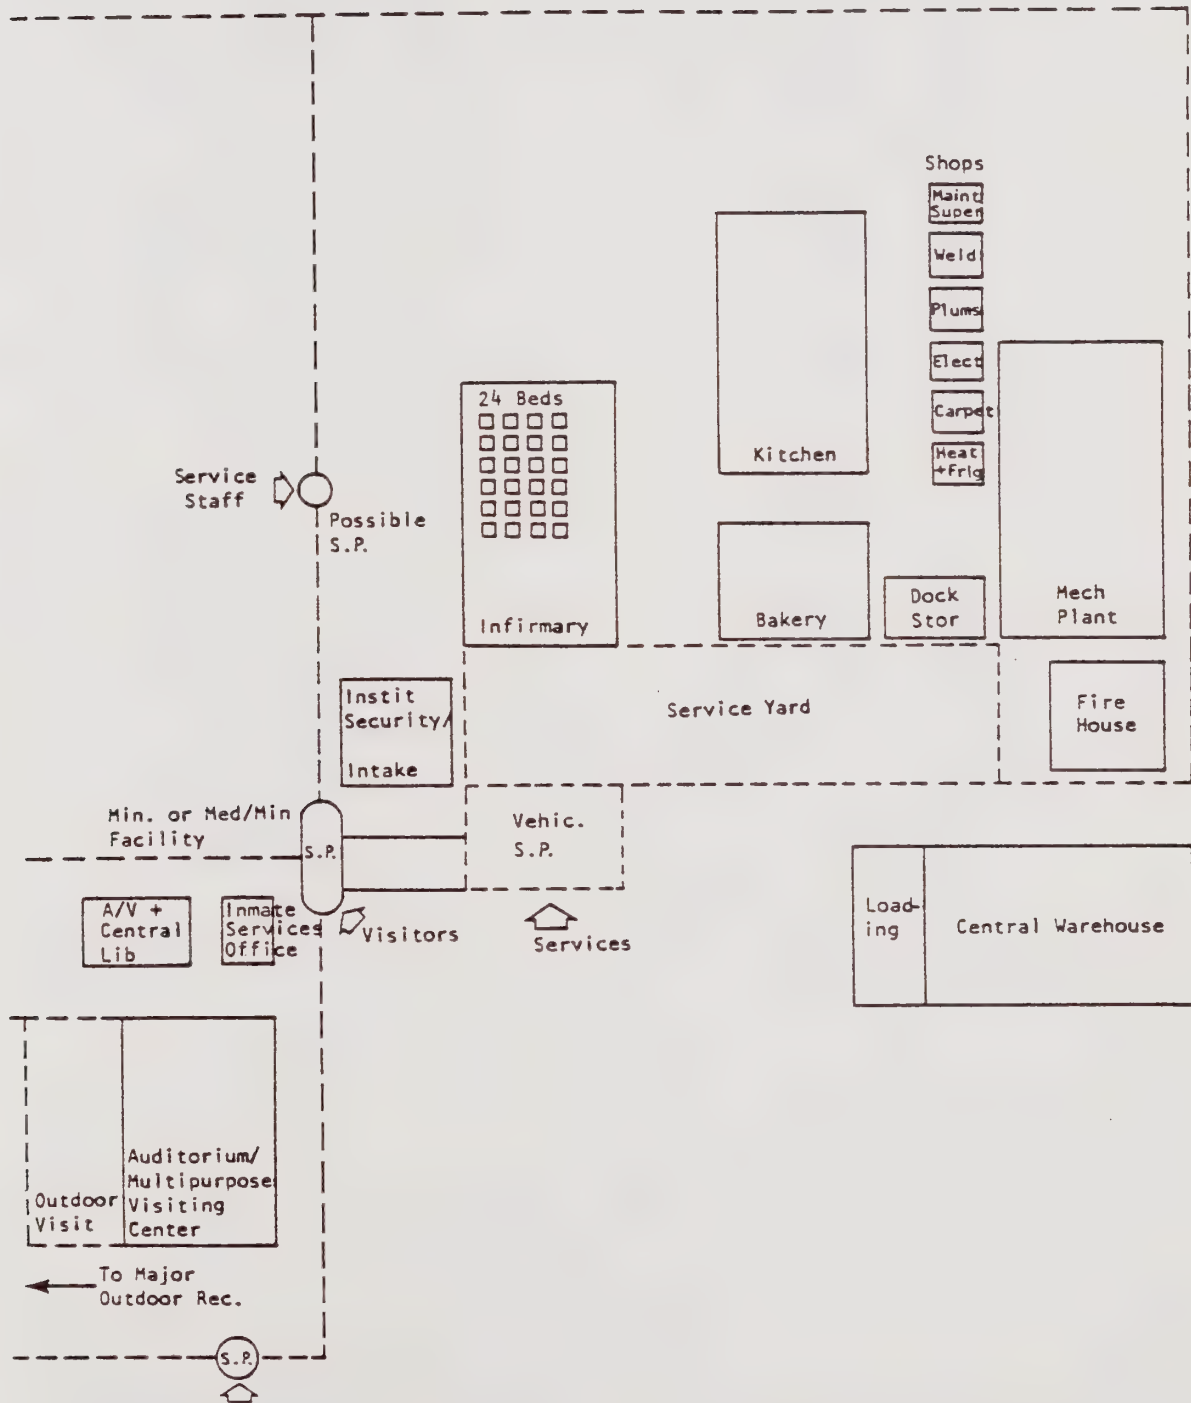 Shops
Maint
Super
Weld
Plums
Elect
Carpet
Heat
+Frig
24 Beds
Kitchen
Service
Staff
Possible
S.P.
Infirmary
Bakery
Dock
Stor
Mech
Plant
Instit
Security/
Intake
Service Yard
Fire
House
Min. or Med/Min
Facility
S.P.
Vehic.
S.P.
A/V +
Central
Lib
Inmate
Services
Office
Visitors
Services
Load-
ing
Central Warehouse
Auditorium/
Multipurpose
Visiting
Center
Outdoor
Visit
To Major
Outdoor Rec.
S.P.